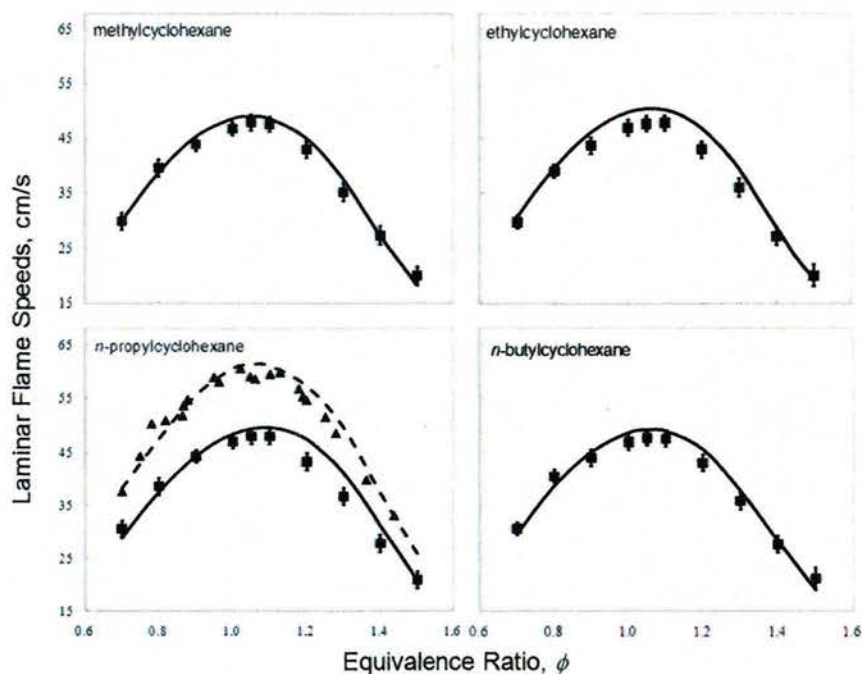 methylcyclohexane
ethylcyclohexane
65
55
45
35
25
15
n-propylcyclohexane
n-butylcyclohexane
65
55
45
35
25
15
0.6 0.8 1.0 1.2 1.4 1.6
0.6 0.8 1.0 1.2 1.4 1.6
Laminar Flame Speeds, cm/s
Equivalence Ratio, ϕ